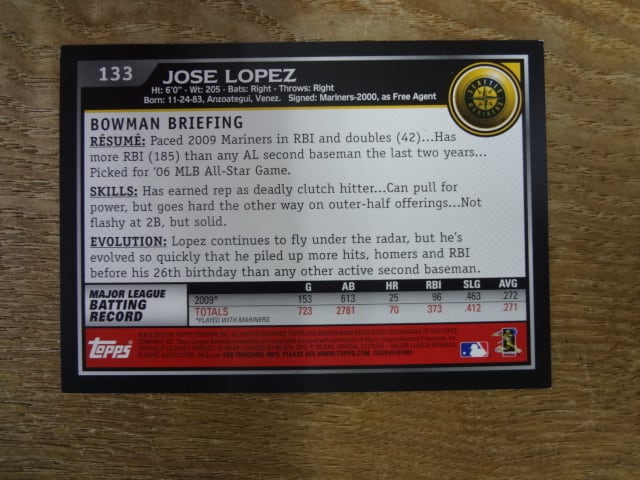 133 JOSE LOPEZ
Ht: 6'0" · Wt: 205 · Bats: Right · Throws: Right
Born: 11-24-83, Anzoategui, Venez. Signed: Mariners-2000, as Free Agent
SEATTLE MARINERS
BOWMAN BRIEFING
RÉSUMÉ: Paced 2009 Mariners in RBI and doubles (42)...Has
more RBI (185) than any AL second baseman the last two years...
Picked for '06 MLB All-Star Game.
SKILLS: Has earned rep as deadly clutch hitter...Can pull for
power, but goes hard the other way on outer-half offerings...Not
flashy at 2B, but solid.
EVOLUTION: Lopez continues to fly under the radar, but he's
evolved so quickly that he piled up more hits, homers and RBI
before his 26th birthday than any other active second baseman.
MAJOR LEAGUE
BATTING
RECORD
G AB HR RBI SLG AVG
2009* 153 613 25 96 .463 .272
TOTALS 723 2781 70 373 .412 .271
*PLAYED WITH MARINERS
Topps